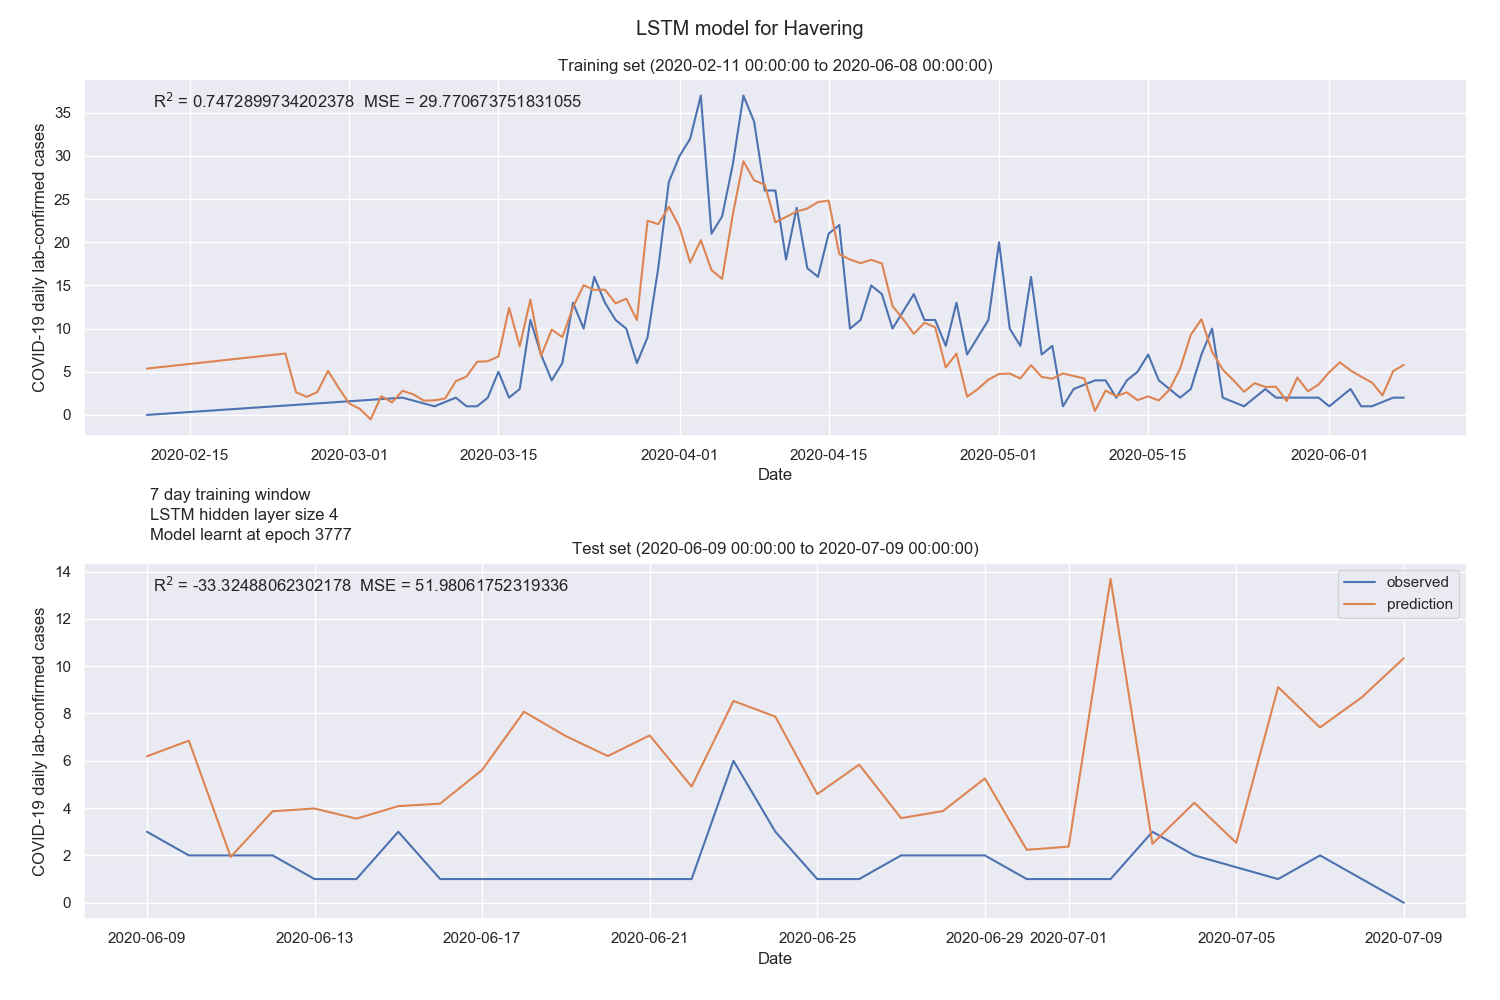 LSTM model for Havering
Training set (2020-02-11 00:00:00 to 2020-06-08 00:00:00)
R² = 0.7472899734202378 MSE = 29.770673751831055
COVID-19 daily lab-confirmed cases
35
30
25
20
15
10
5
0
2020-02-15 2020-03-01 2020-03-15 2020-04-01 2020-04-15 2020-05-01 2020-05-15 2020-06-01
Date
7 day training window
LSTM hidden layer size 4
Model learnt at epoch 3777
Test set (2020-06-09 00:00:00 to 2020-07-09 00:00:00)
R² = -33.32488062302178 MSE = 51.98061752319336
observed
prediction
COVID-19 daily lab-confirmed cases
14
12
10
8
6
4
2
0
2020-06-09 2020-06-13 2020-06-17 2020-06-21 2020-06-25 2020-06-29 2020-07-01 2020-07-05 2020-07-09
Date